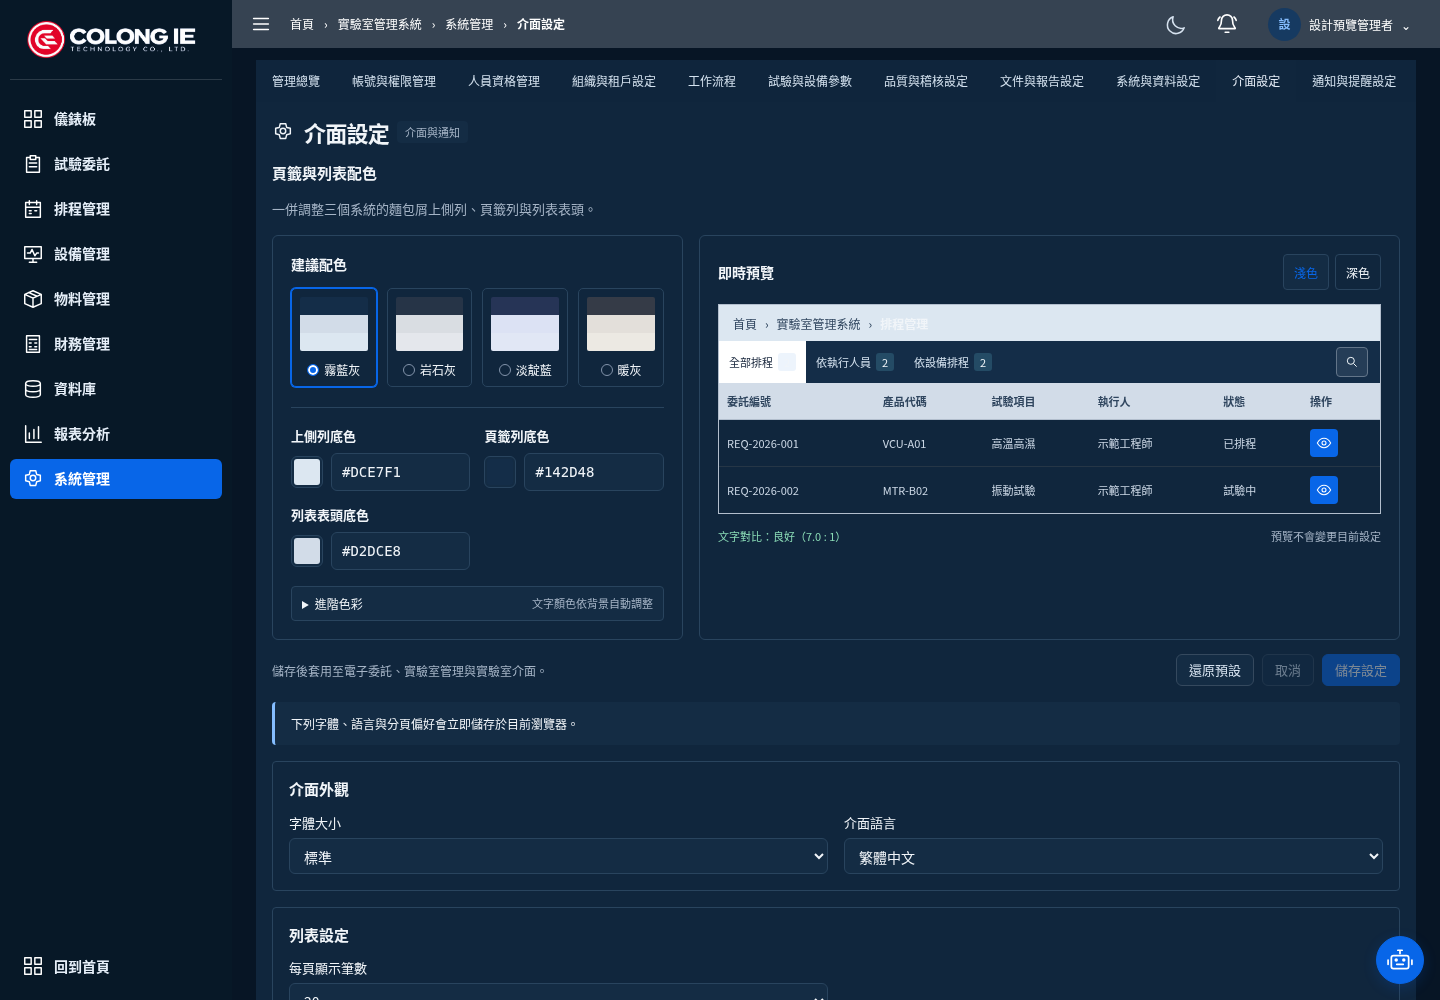 COLONG IE
TECHNOLOGY CO., LTD.
首頁 › 實驗室管理系統 › 系統管理 › 介面設定
設 設計預覽管理者
儀錶板
試驗委託
排程管理
設備管理
物料管理
財務管理
資料庫
報表分析
系統管理
回到首頁
管理總覽 帳號與權限管理 人員資格管理 組織與租戶設定 工作流程 試驗與設備參數 品質與稽核設定 文件與報告設定 系統與資料設定 介面設定 通知與提醒設定
介面設定 介面與通知
頁籤與列表配色
一併調整三個系統的麵包屑上側列、頁籤列與列表表頭。
建議配色
霧藍灰 岩石灰 淡靛藍 暖灰
上側列底色 頁籤列底色
#DCE7F1 #142D48
列表表頭底色
#D2DCE8
進階色彩 文字顏色依背景自動調整
即時預覽 淺色 深色
首頁 › 實驗室管理系統 › 排程管理
全部排程 依執行人員 2 依設備排程 2
委託編號 產品代碼 試驗項目 執行人 狀態 操作
REQ-2026-001 VCU-A01 高溫高濕 示範工程師 已排程
REQ-2026-002 MTR-B02 振動試驗 示範工程師 試驗中
文字對比：良好（7.0 : 1） 預覽不會變更目前設定
儲存後套用至電子委託、實驗室管理與實驗室介面。 還原預設 取消 儲存設定
下列字體、語言與分頁偏好會立即儲存於目前瀏覽器。
介面外觀
字體大小 介面語言
標準 繁體中文
列表設定
每頁顯示筆數
20